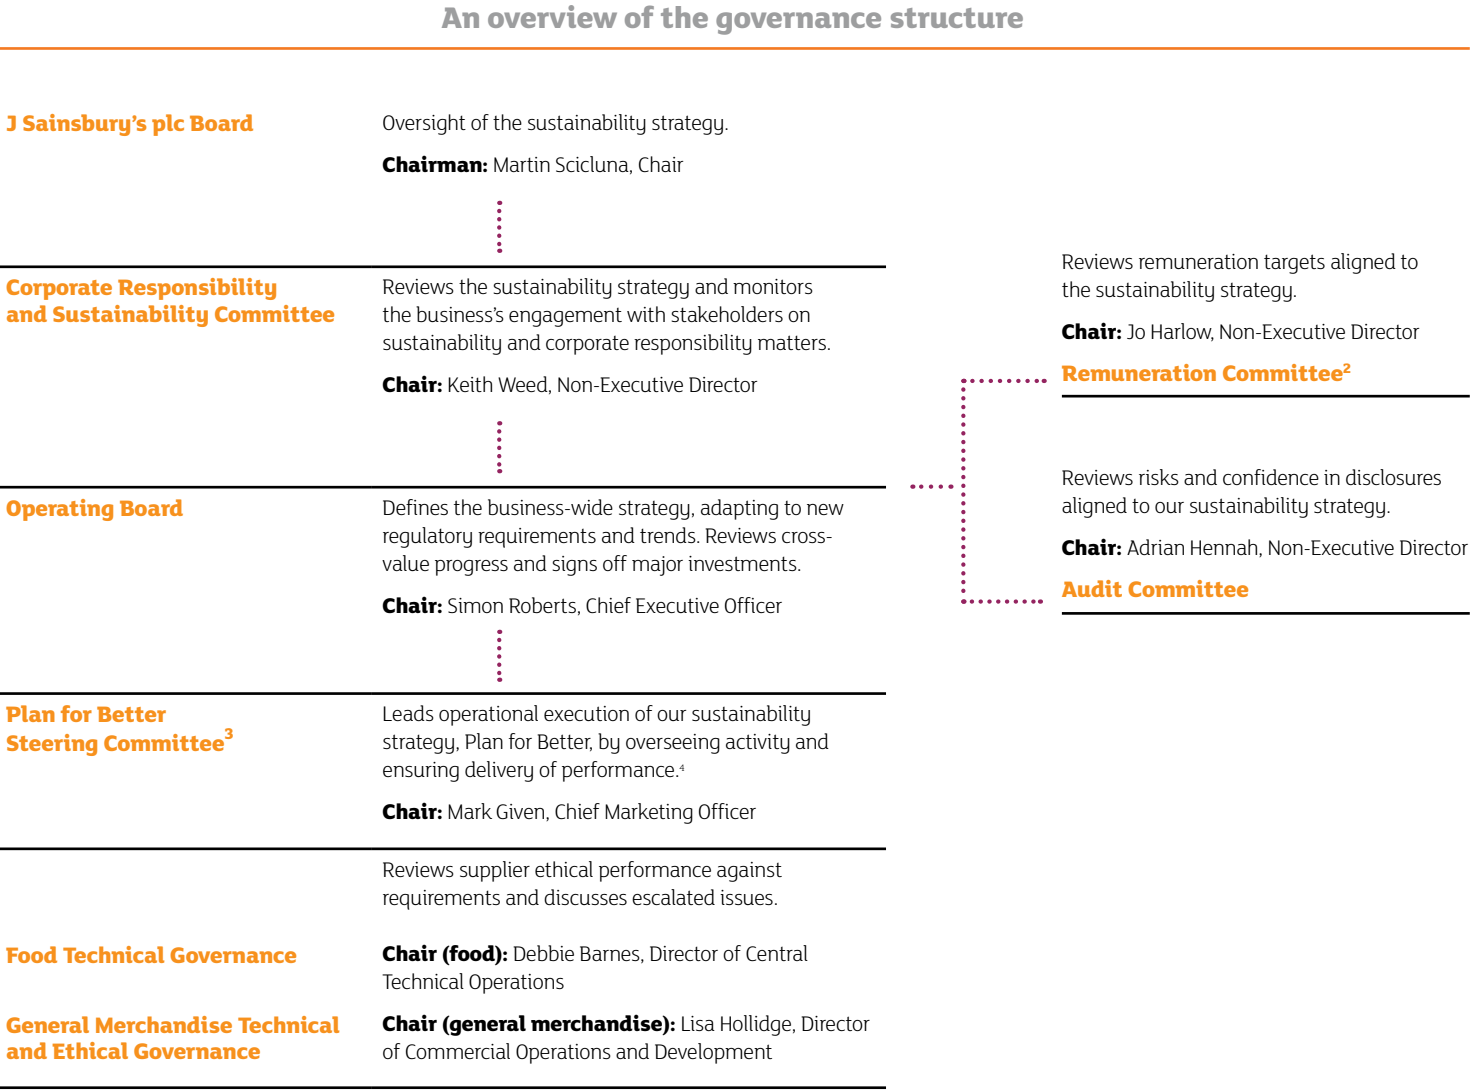 An overview of the governance structure
J Sainsbury’s plc Board
Oversight of the sustainability strategy.
Chairman: Martin Scicluna, Chair
Corporate Responsibility
and Sustainability Committee
Reviews the sustainability strategy and monitors
the business’s engagement with stakeholders on
sustainability and corporate responsibility matters.
Chair: Keith Weed, Non-Executive Director
Operating Board
Defines the business-wide strategy, adapting to new
regulatory requirements and trends. Reviews cross-
value progress and signs off major investments.
Chair: Simon Roberts, Chief Executive Officer
Plan for Better
Steering Committee3
Leads operational execution of our sustainability
strategy, Plan for Better, by overseeing activity and
ensuring delivery of performance.4
Chair: Mark Given, Chief Marketing Officer
Reviews supplier ethical performance against
requirements and discusses escalated issues.
Food Technical Governance
Chair (food): Debbie Barnes, Director of Central
Technical Operations
General Merchandise Technical
and Ethical Governance
Chair (general merchandise): Lisa Hollidge, Director
of Commercial Operations and Development
Reviews remuneration targets aligned to
the sustainability strategy.
Chair: Jo Harlow, Non-Executive Director
Remuneration Committee2
Reviews risks and confidence in disclosures
aligned to our sustainability strategy.
Chair: Adrian Hennah, Non-Executive Director
Audit Committee